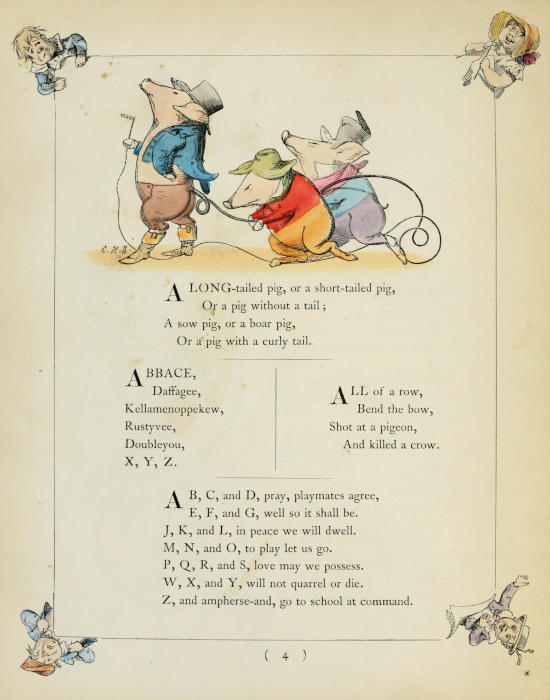 C. H. B.
A LONG-tailed pig, or a short-tailed pig,
Or a pig without a tail ;
A sow pig, or a boar pig,
Or a pig with a curly tail.
ABBACE,
Daffagee,
Kellamenoppekew,
Rustyvee,
Doubleyou,
X, Y, Z.
ALL of a row,
Bend the bow,
Shot at a pigeon,
And killed a crow.
A B, C, and D, pray, playmates agree,
E, F, and G, well so it shall be.
J, K, and L, in peace we will dwell.
M, N, and O, to play let us go.
P, Q, R, and S, love may we possess.
W, X, and Y, will not quarrel or die.
Z, and ampherse-and, go to school at command.
( 4 )